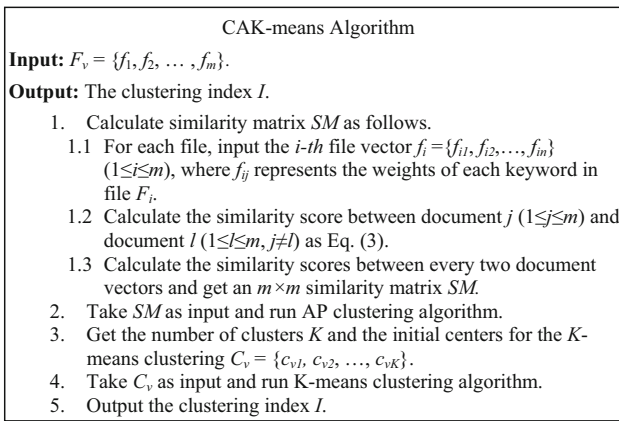 CAK-means Algorithm
Input: Fv = {f1, f2, … , fm}.
Output: The clustering index I.
1. Calculate similarity matrix SM as follows.
1.1 For each file, input the i-th file vector fi ={fi1, fi2,…, fin}
(1≤i≤m), where fij represents the weights of each keyword in
file Fi.
1.2 Calculate the similarity score between document j (1≤j≤m) and
document l (1≤l≤m, j≠l) as Eq. (3).
1.3 Calculate the similarity scores between every two document
vectors and get an m×m similarity matrix SM.
2. Take SM as input and run AP clustering algorithm.
3. Get the number of clusters K and the initial centers for the K-
means clustering Cv = {cv1, cv2, …, cvK}.
4. Take Cv as input and run K-means clustering algorithm.
5. Output the clustering index I.